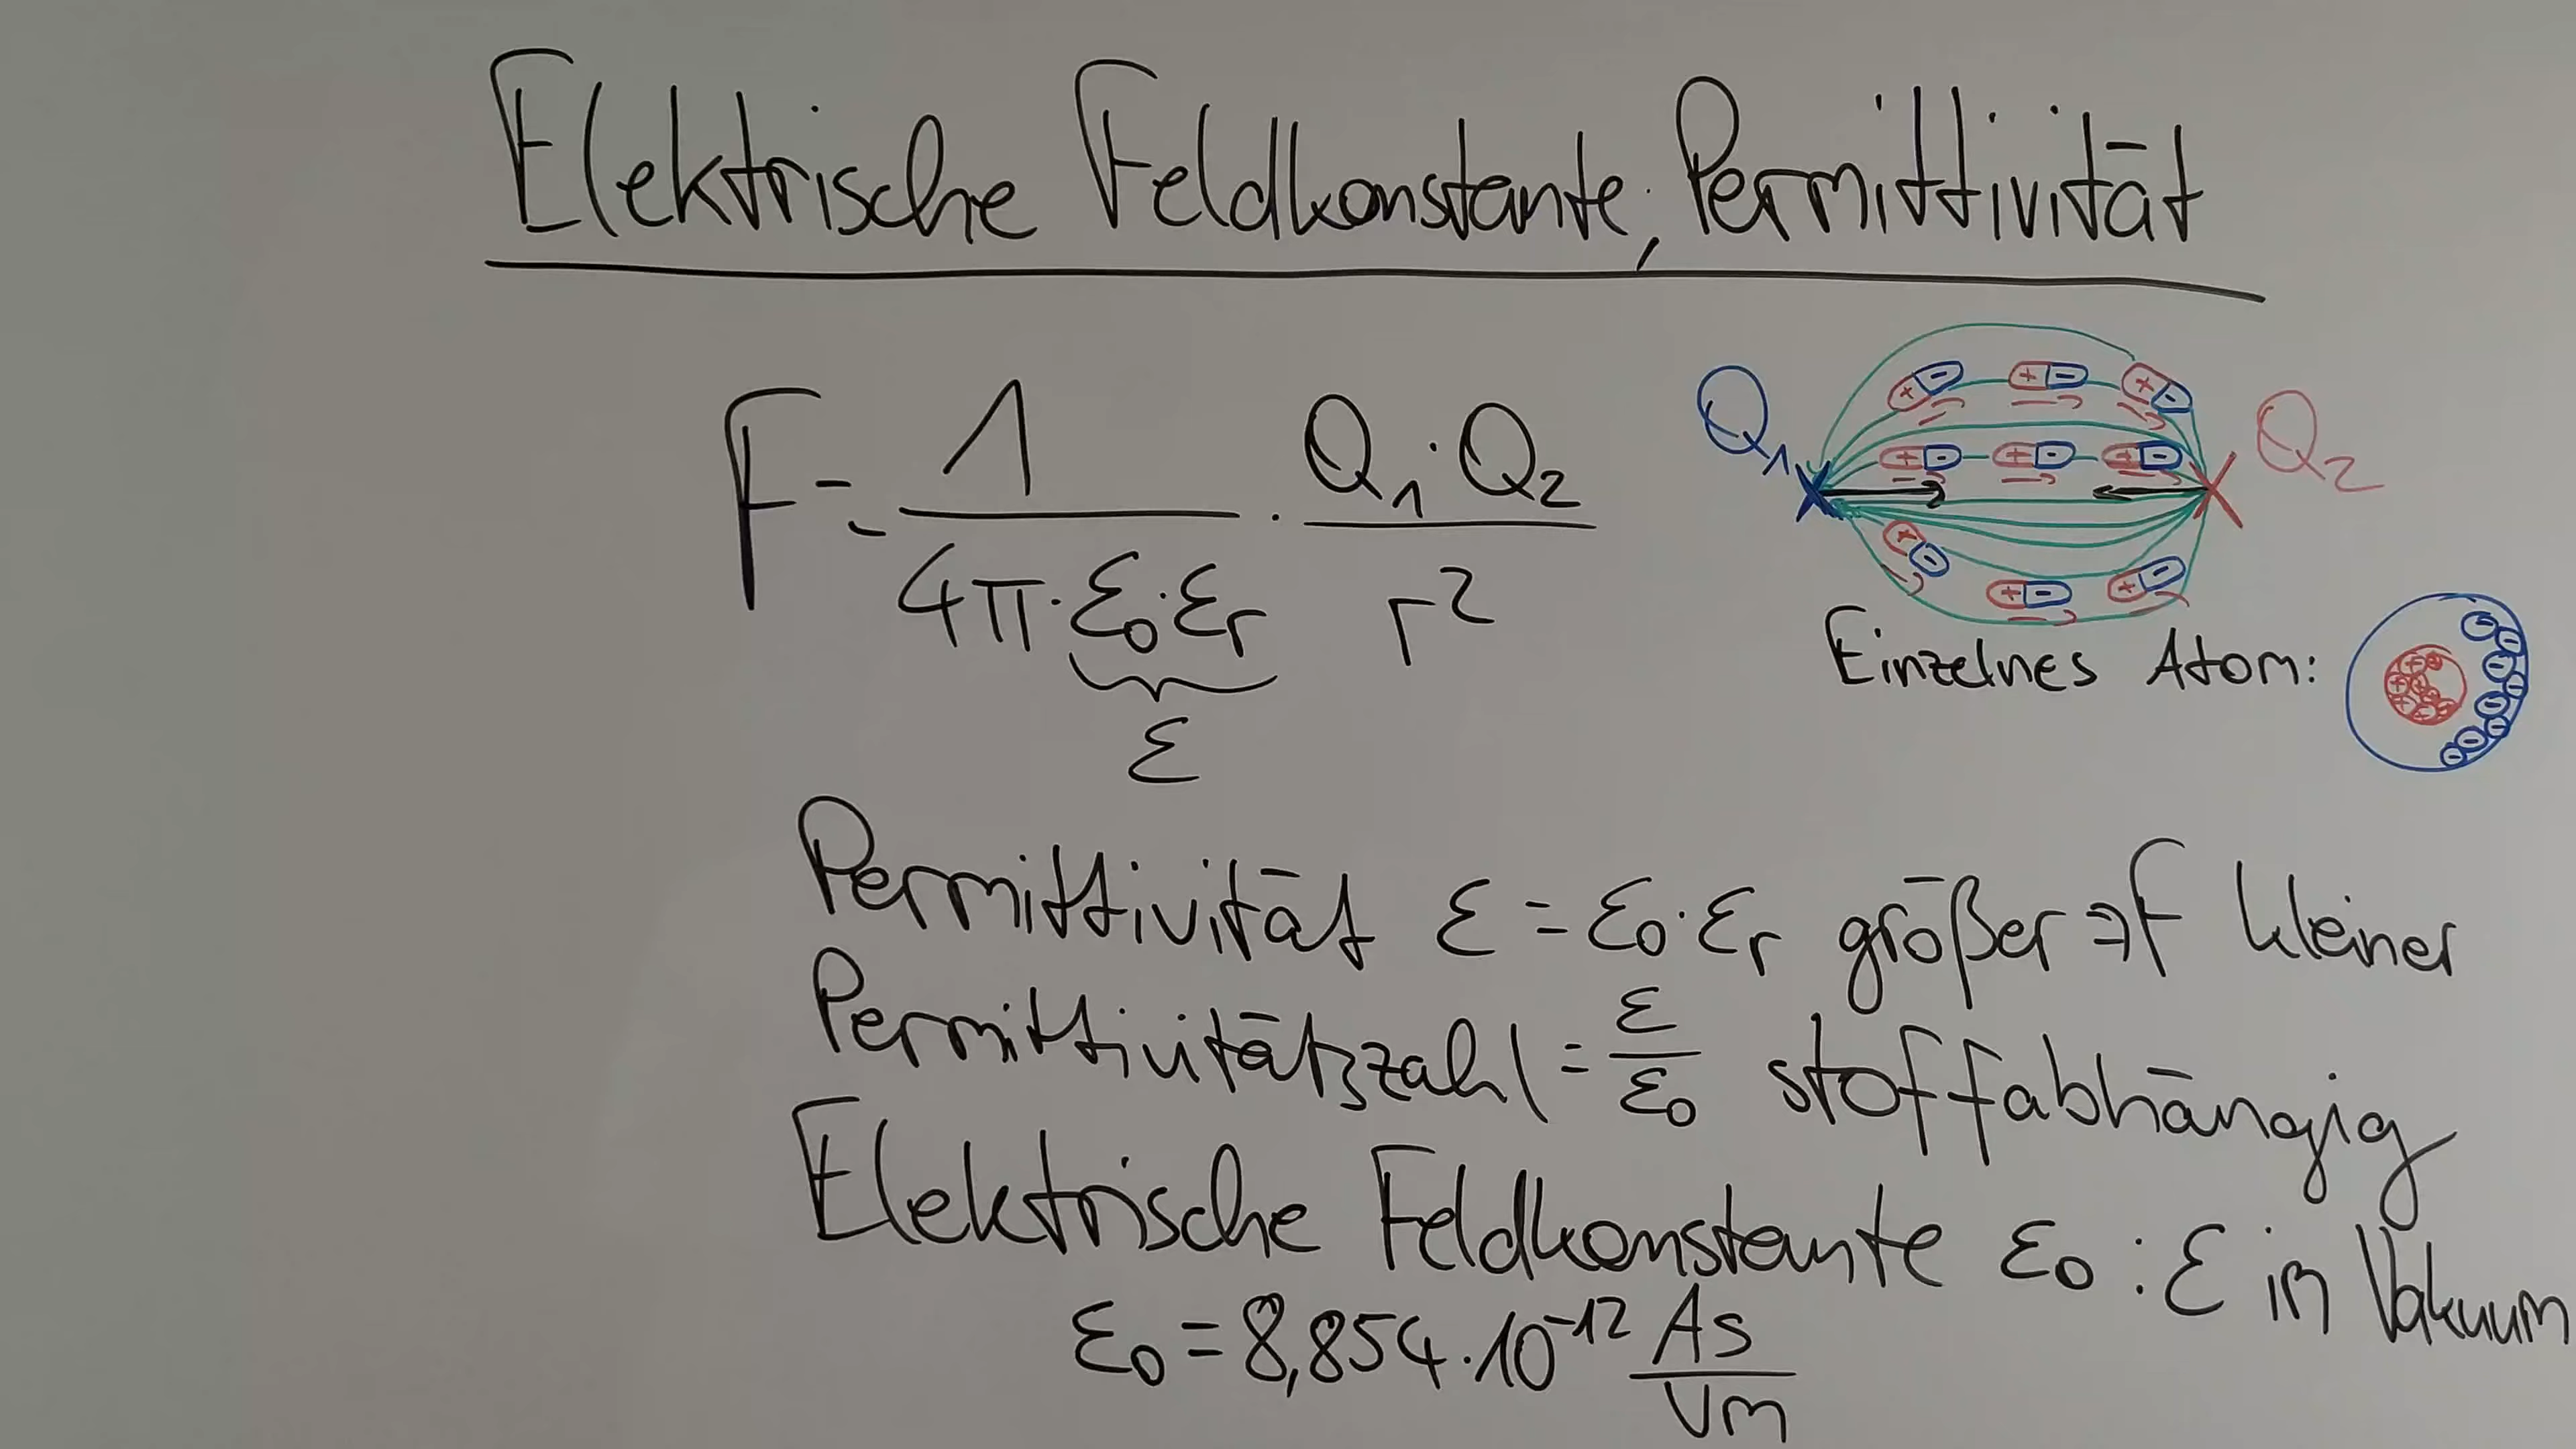 Elektrische Feldkonstante, Permittivität
F = 1/(4π·ε₀·εᵣ) · (Q₁·Q₂)/r²
ε
Q₁ Q₂
+ - + - + -
+ - + - + -
+ - + - + -
Einzelnes Atom:
Permittivität ε = ε₀·εᵣ größer ⇒ F kleiner
Permittivitätszahl = ε/ε₀ stoffabhängig
Elektrische Feldkonstante ε₀ : ε im Vakuum
ε₀ = 8,854·10⁻¹² As/Vm